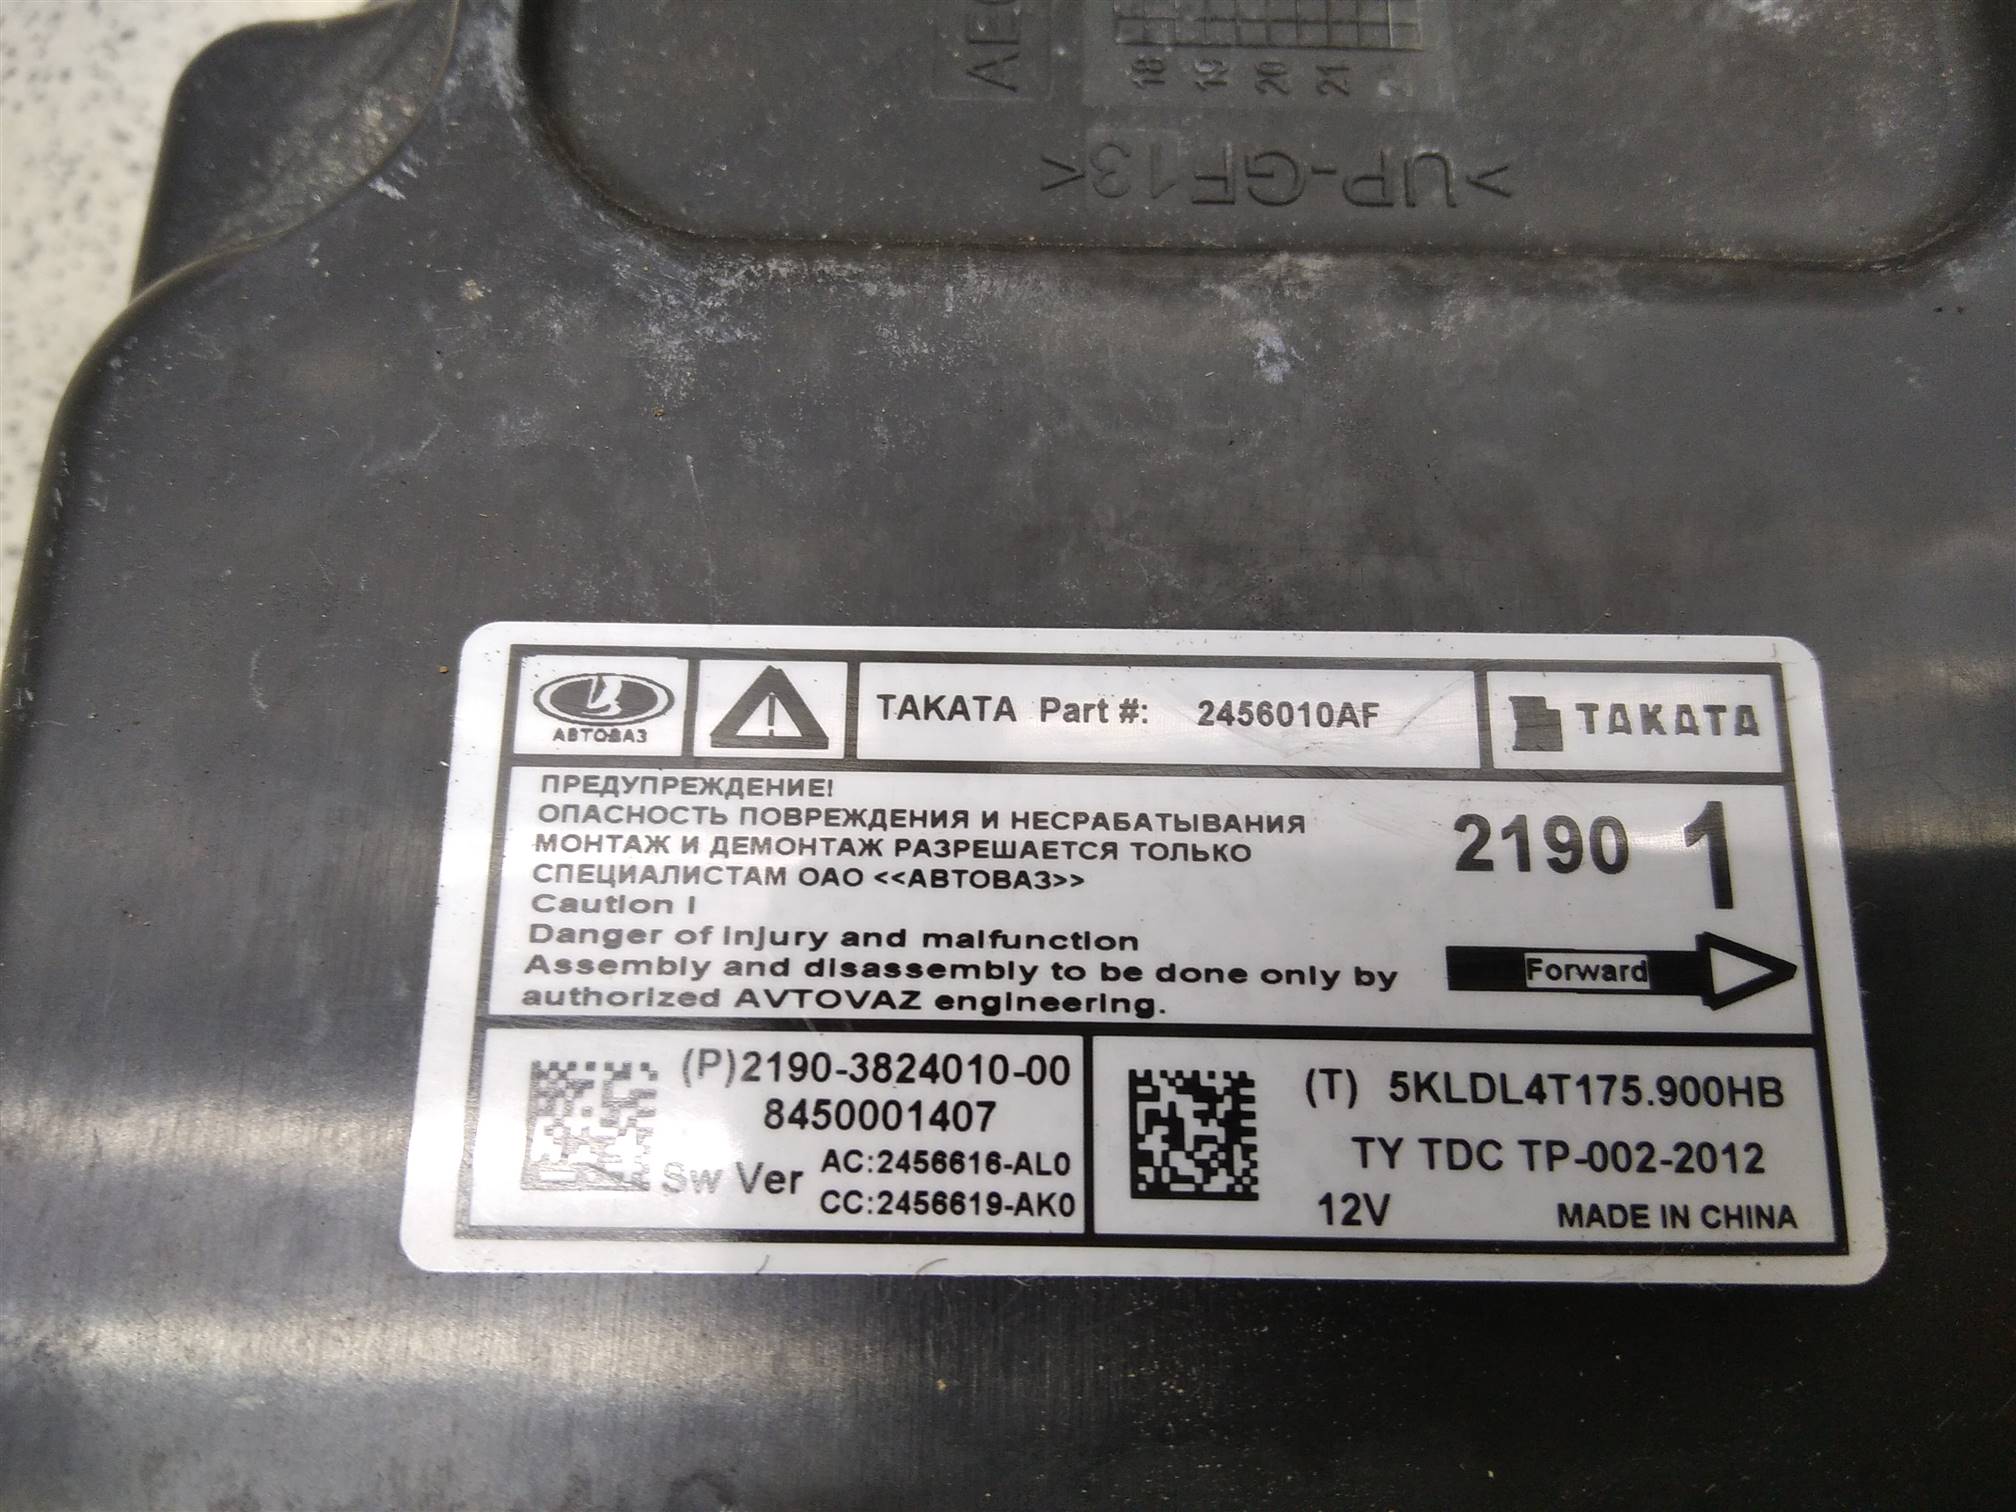 18 19 20 21
>UP-GF13<
АВТОВАЗ
TAKATA Part #: 2456010AF
TAKATA
ПРЕДУПРЕЖДЕНИЕ!
ОПАСНОСТЬ ПОВРЕЖДЕНИЯ И НЕСРАБАТЫВАНИЯ
МОНТАЖ И ДЕМОНТАЖ РАЗРЕШАЕТСЯ ТОЛЬКО
СПЕЦИАЛИСТАМ ОАО <<АВТОВАЗ>>
Caution !
Danger of injury and malfunction
Assembly and disassembly to be done only by
authorized AVTOVAZ engineering.
2190 1
Forward
(P)2190-3824010-00
8450001407
Sw Ver AC:2456616-AL0
CC:2456619-AK0
(T) 5KLDL4T175.900HB
TY TDC TP-002-2012
12V MADE IN CHINA